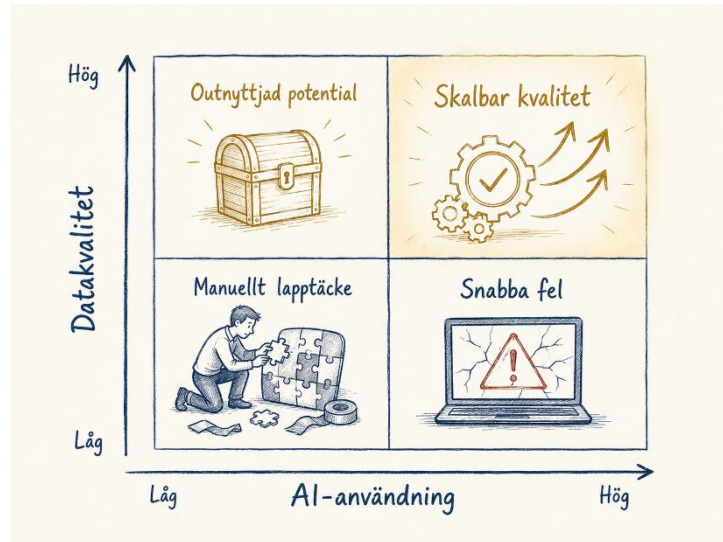 Hög
Outnyttjad potential
Skalbar kvalitet
Datakvalitet
Manuellt lapptäcke
Snabba fel
Låg
Låg
AI-användning
Hög